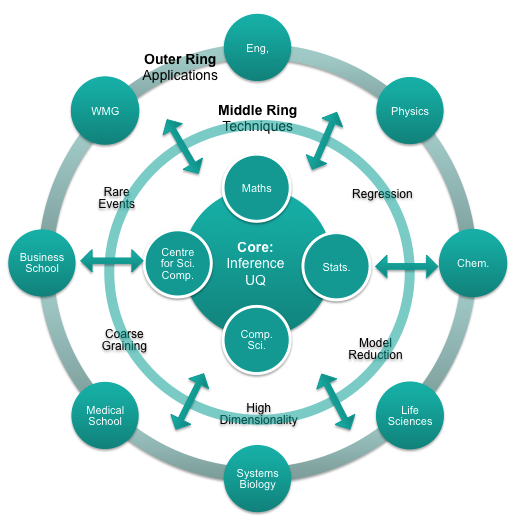 Eng,
Outer Ring
Applications
WMG
Physics
Middle Ring
Techniques
Maths
Rare
Events
Regression
Business
School
Centre
for Sci.
Comp.
Core:
Inference
UQ
Stats.
Chem.
Comp.
Sci.
Coarse
Graining
Model
Reduction
Medical
School
High
Dimensionality
Life
Sciences
Systems
Biology